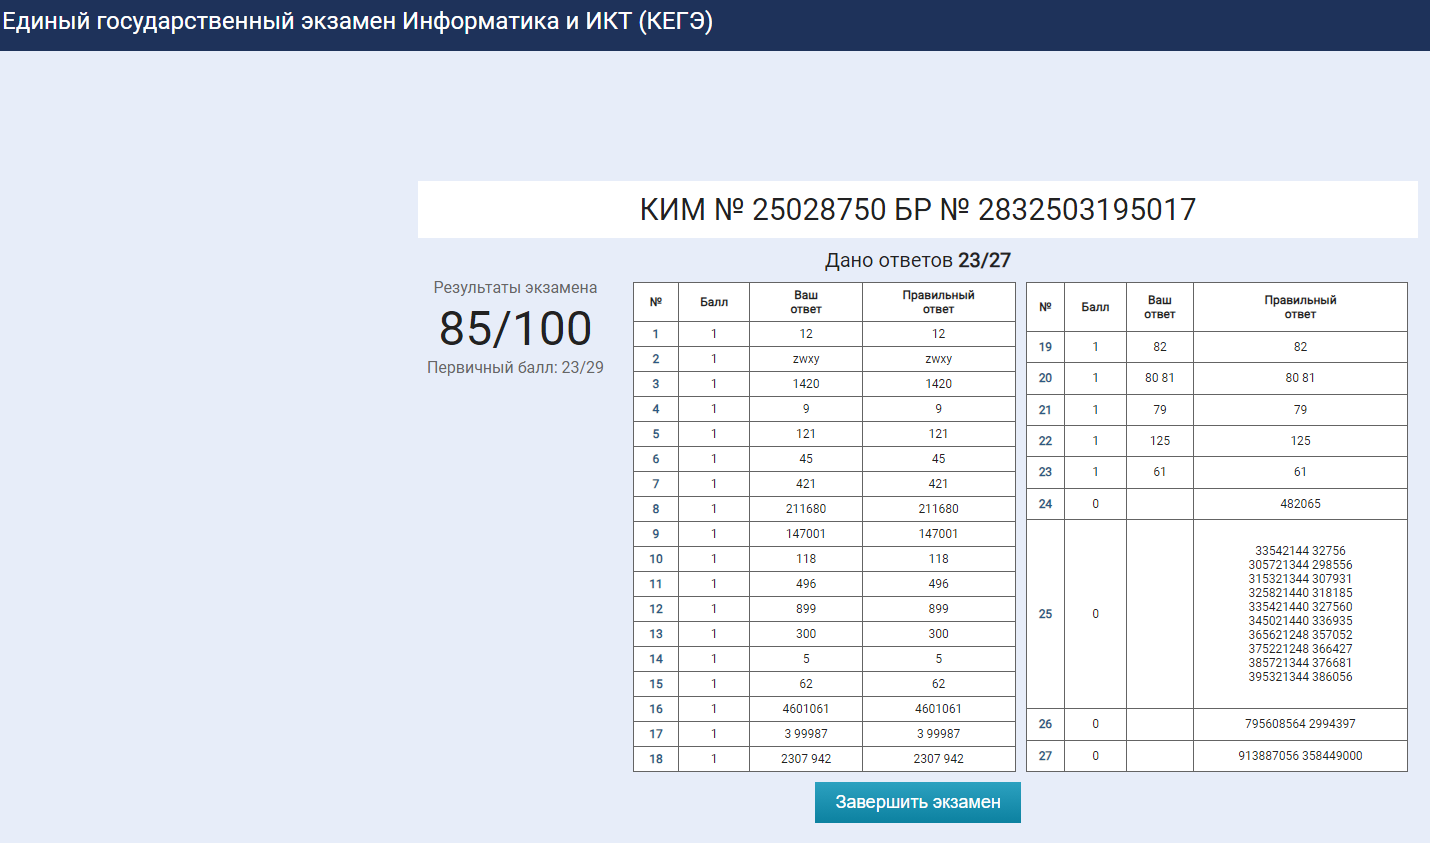 Единый государственный экзамен Информатика и ИКТ (КЕГЭ)
КИМ № 25028750 БР № 2832503195017
Дано ответов 23/27
Результаты экзамена
85/100
Первичный балл: 23/29
№ Балл Ваш ответ Правильный ответ
1 1 12 12
2 1 zwxy zwxy
3 1 1420 1420
4 1 9 9
5 1 121 121
6 1 45 45
7 1 421 421
8 1 211680 211680
9 1 147001 147001
10 1 118 118
11 1 496 496
12 1 899 899
13 1 300 300
14 1 5 5
15 1 62 62
16 1 4601061 4601061
17 1 3 99987 3 99987
18 1 2307 942 2307 942
№ Балл Ваш ответ Правильный ответ
19 1 82 82
20 1 80 81 80 81
21 1 79 79
22 1 125 125
23 1 61 61
24 0 482065
25 0
33542144 32756
305721344 298556
315321344 307931
325821440 318185
335421440 327560
345021440 336935
365621248 357052
375221248 366427
385721344 376681
395321344 386056
26 0 795608564 2994397
27 0 913887056 358449000
Завершить экзамен